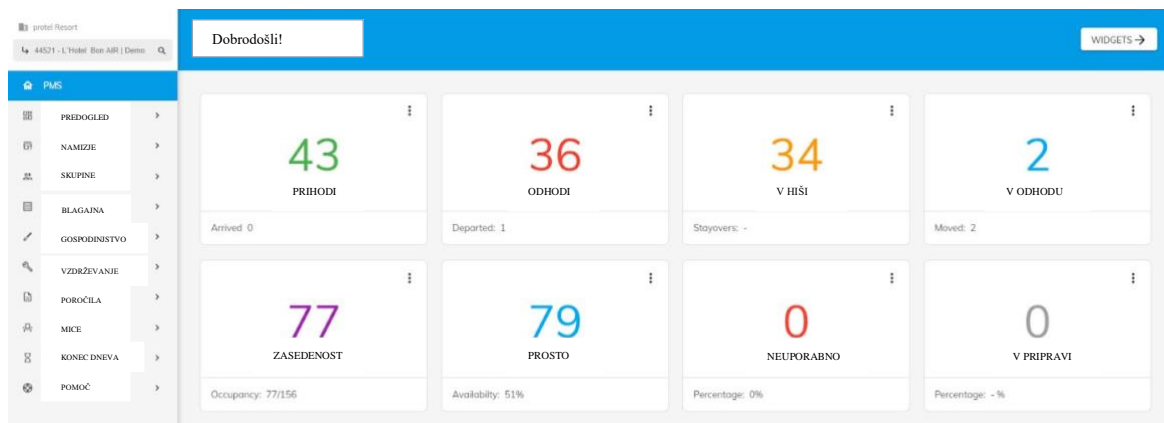 protel Resort
44521 - L'Hotel Bon AIR | Demo
PMS
PREDOGLED
NAMIZJE
SKUPINE
BLAGAJNA
GOSPODINJSTVO
VZDRŽEVANJE
POROČILA
MICE
KONEC DNEVA
POMOČ
Dobrodošli!
WIDGETS →
43
PRIHODI
Arrived 0
36
ODHODI
Departed: 1
34
V HIŠI
Stayovers: -
2
V ODHODU
Moved: 2
77
ZASEDENOST
Occupancy: 77/156
79
PROSTO
Availabilty: 51%
0
NEUPORABNO
Percentage: 0%
0
V PRIPRAVI
Percentage: - %